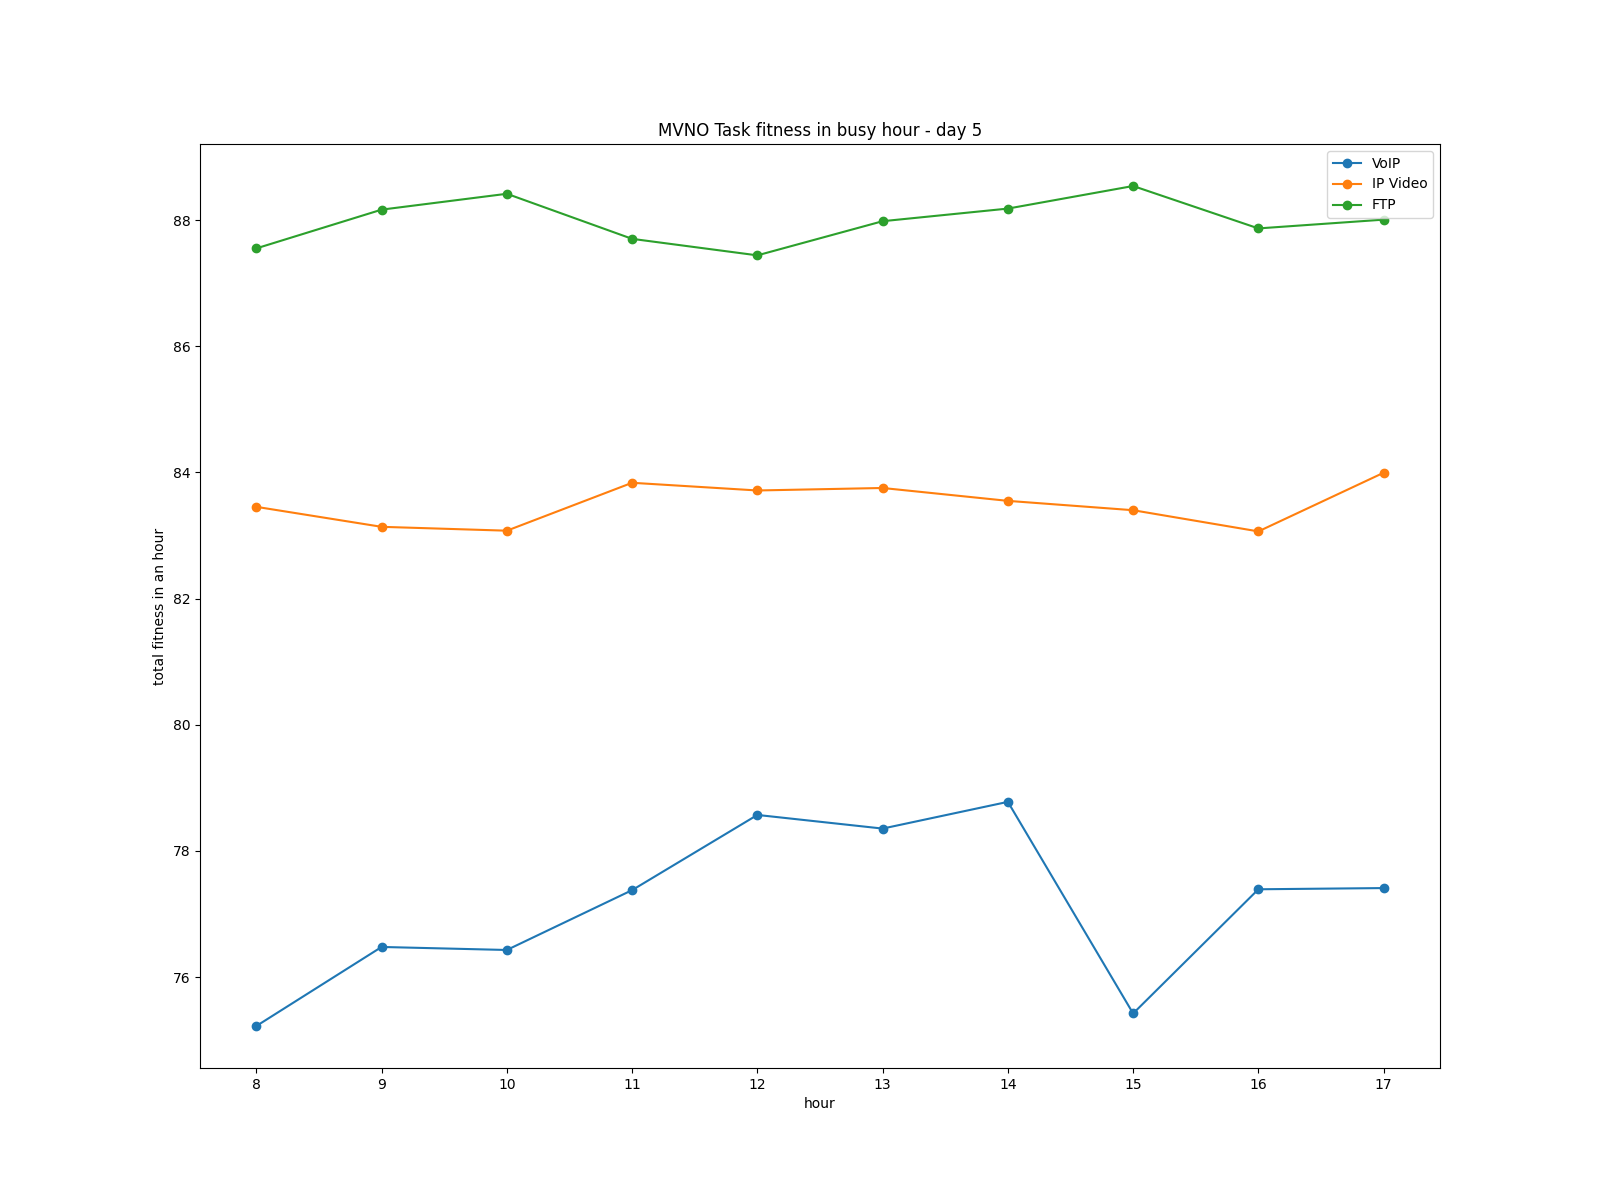 MVNO Task fitness in busy hour - day 5
VoIP
IP Video
FTP
88
86
84
82
80
78
76
total fitness in an hour
8 9 10 11 12 13 14 15 16 17
hour